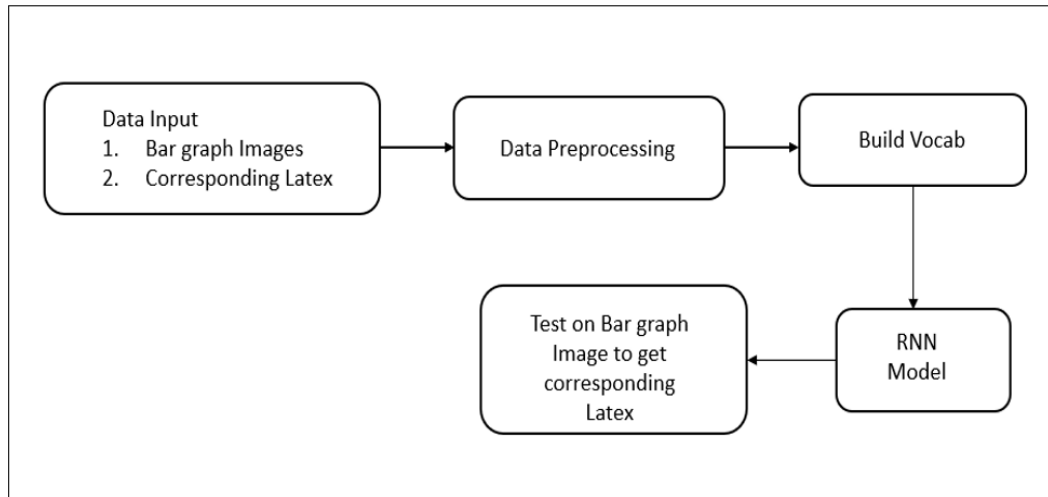 Data Input
1. Bar graph Images
2. Corresponding Latex
Data Preprocessing
Build Vocab
RNN
Model
Test on Bar graph
Image to get
corresponding
Latex